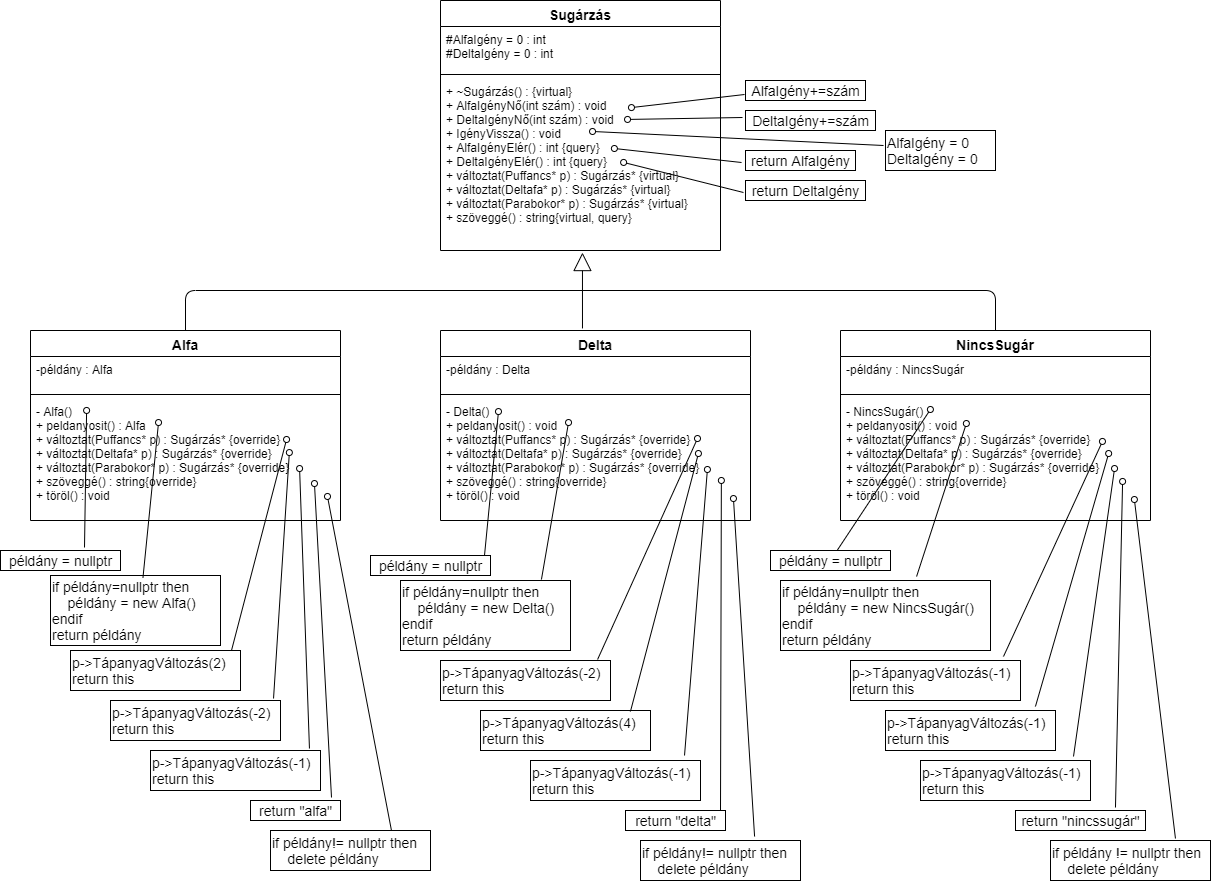 Sugárzás
#AlfaIgény = 0 : int
#DeltaIgény = 0 : int
+ ~Sugárzás() : {virtual}
+ AlfaIgényNő(int szám) : void
+ DeltaIgényNő(int szám) : void
+ IgényVissza() : void
+ AlfaIgényElér() : int {query}
+ DeltaIgényElér() : int {query}
+ változtat(Puffancs* p) : Sugárzás* {virtual}
+ változtat(Deltafa* p) : Sugárzás* {virtual}
+ változtat(Parabokor* p) : Sugárzás* {virtual}
+ szöveggé() : string{virtual, query}
AlfaIgény+=szám
DeltaIgény+=szám
AlfaIgény = 0
DeltaIgény = 0
return AlfaIgény
return DeltaIgény
Alfa
-példány : Alfa
- Alfa()
+ peldanyosit() : Alfa
+ változtat(Puffancs* p) : Sugárzás* {override}
+ változtat(Deltafa* p) : Sugárzás* {override}
+ változtat(Parabokor* p) : Sugárzás* {override}
+ szöveggé() : string{override}
+ töröl() : void
példány = nullptr
if példány=nullptr then
példány = new Alfa()
endif
return példány
p->TápanyagVáltozás(2)
return this
p->TápanyagVáltozás(-2)
return this
p->TápanyagVáltozás(-1)
return this
return "alfa"
if példány!= nullptr then
delete példány
Delta
-példány : Delta
- Delta()
+ peldanyosit() : void
+ változtat(Puffancs* p) : Sugárzás* {override}
+ változtat(Deltafa* p) : Sugárzás* {override}
+ változtat(Parabokor* p) : Sugárzás* {override}
+ szöveggé() : string{override}
+ töröl() : void
példány = nullptr
if példány=nullptr then
példány = new Delta()
endif
return példány
p->TápanyagVáltozás(-2)
return this
p->TápanyagVáltozás(4)
return this
p->TápanyagVáltozás(-1)
return this
return "delta"
if példány!= nullptr then
delete példány
NincsSugár
-példány : NincsSugár
- NincsSugár()
+ peldanyosit() : void
+ változtat(Puffancs* p) : Sugárzás* {override}
+ változtat(Deltafa* p) : Sugárzás* {override}
+ változtat(Parabokor* p) : Sugárzás* {override}
+ szöveggé() : string{override}
+ töröl() : void
példány = nullptr
if példány=nullptr then
példány = new NincsSugár()
endif
return példány
p->TápanyagVáltozás(-1)
return this
p->TápanyagVáltozás(-1)
return this
p->TápanyagVáltozás(-1)
return this
return "nincssugár"
if példány != nullptr then
delete példány